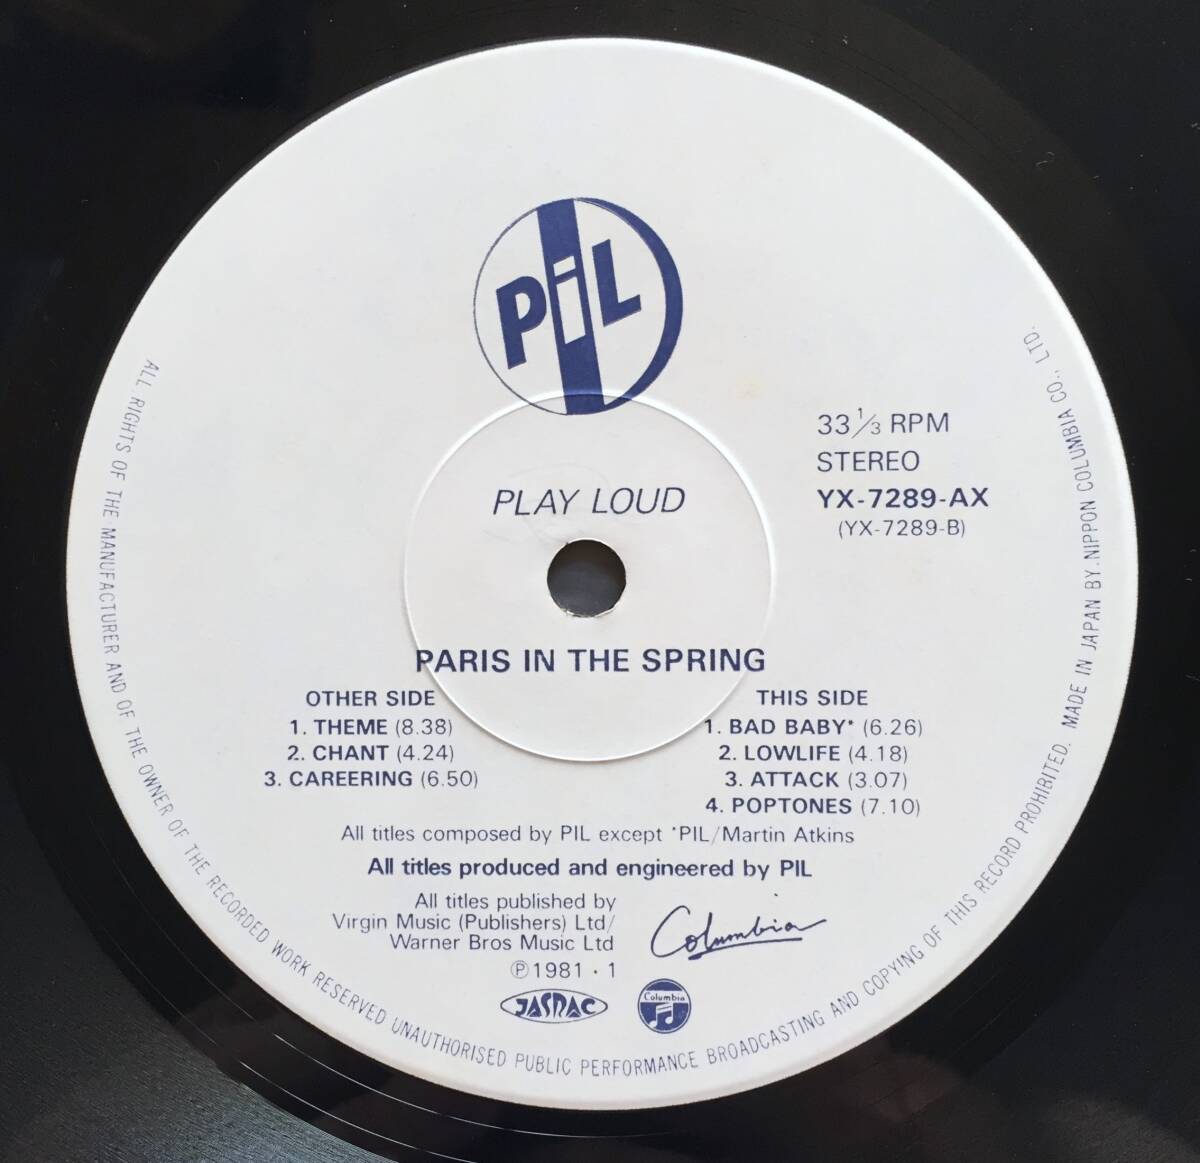 PiL
33 1/3 RPM
STEREO
YX-7289-AX
(YX-7289-B)
PLAY LOUD
PARIS IN THE SPRING
OTHER SIDE
1. THEME (8.38)
2. CHANT (4.24)
3. CAREERING (6.50)
THIS SIDE
1. BAD BABY* (6.26)
2. LOWLIFE (4.18)
3. ATTACK (3.07)
4. POPTONES (7.10)
All titles composed by PIL except *PIL/Martin Atkins
All titles produced and engineered by PIL
All titles published by
Virgin Music (Publishers) Ltd/
Warner Bros Music Ltd
Ⓟ1981・1
Columbia
JASRAC
Columbia
ALL RIGHTS OF THE MANUFACTURER AND OF THE OWNER OF THE RECORDED WORK RESERVED UNAUTHORISED PUBLIC PERFORMANCE BROADCASTING AND COPYING OF THIS RECORD PROHIBITED. MADE IN JAPAN BY NIPPON COLUMBIA CO., LTD.